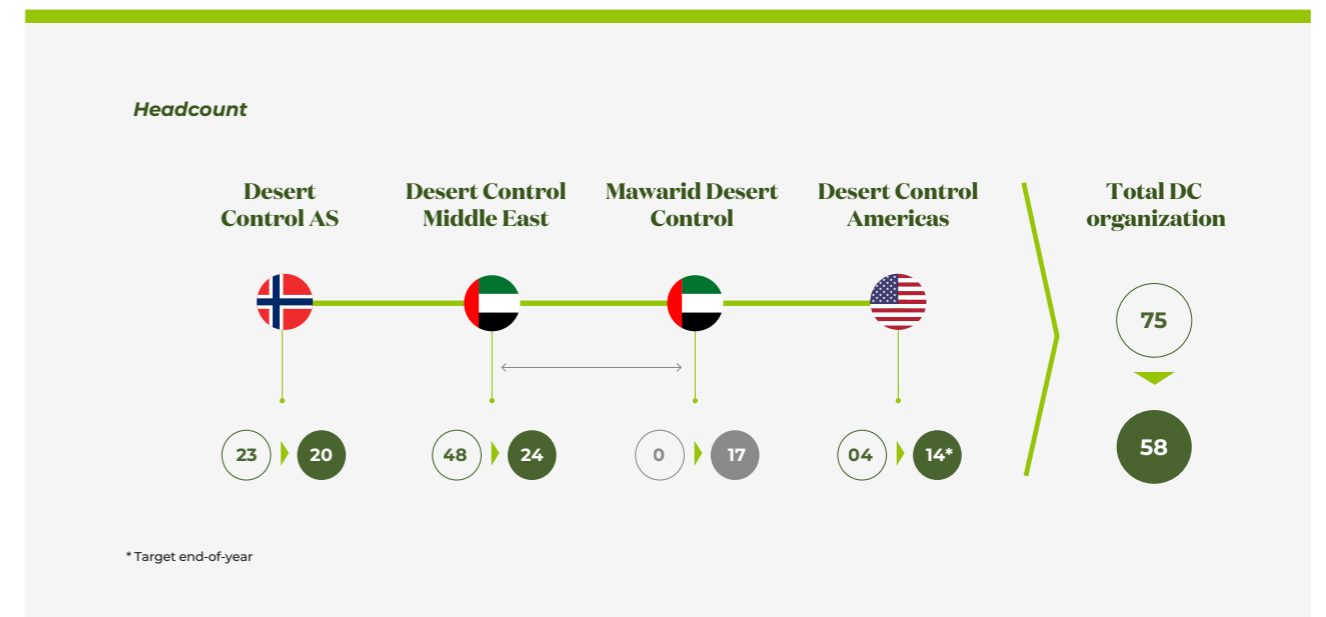 Headcount
Desert
Control AS
Desert Control
Middle East
Mawarid Desert
Control
Desert Control
Americas
Total DC
organization
23
20
48
24
0
17
04
14*
75
58
* Target end-of-year